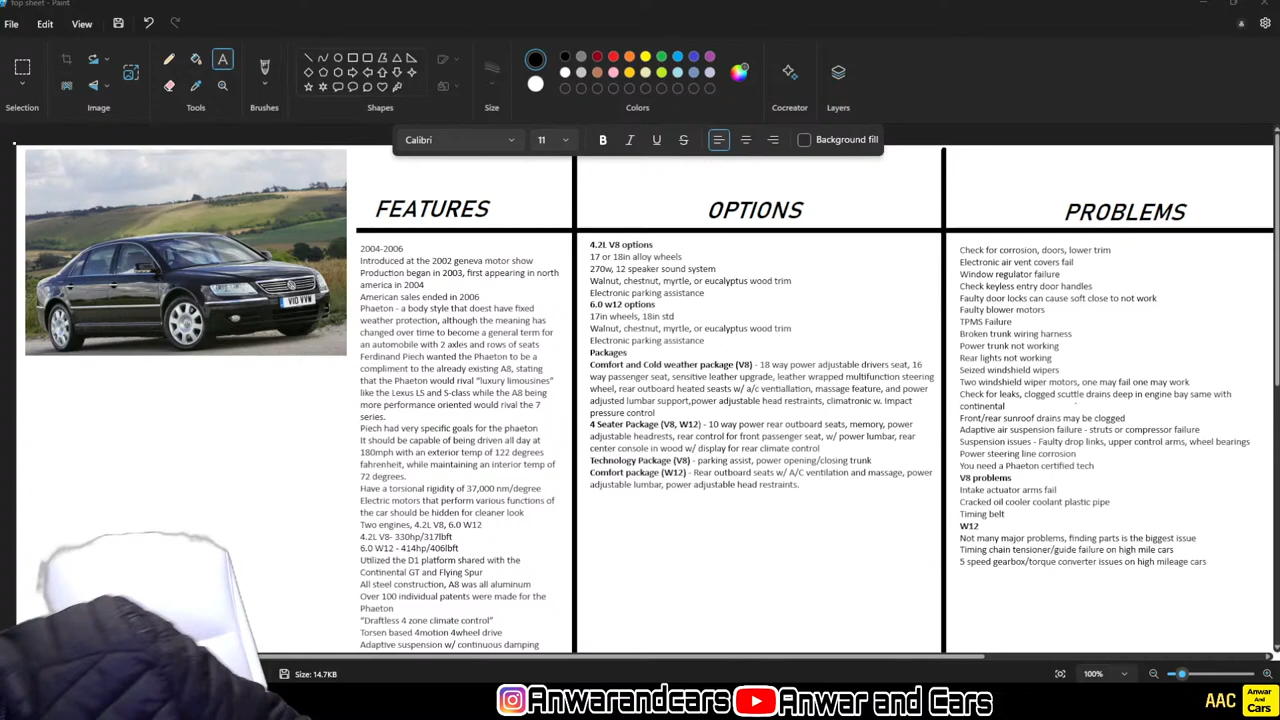 Top sheet - Paint
File Edit View
Selection Image Tools Brushes Shapes Size Colors Cocreator Layers
Calibri 11 B I U S Background fill
FEATURES
2004-2006
Introduced at the 2002 geneva motor show
Production began in 2003, first appearing in north
america in 2004
American sales ended in 2006
Phaeton - a body style that doest have fixed
weather protection, although the meaning has
changed over time to become a general term for
an automobile with 2 axles and rows of seats
Ferdinand Piech wanted the Phaeton to be a
compliment to the already existing A8, stating
that the Phaeton would rival "luxury limousines"
like the Lexus LS and S-class while the A8 being
more performance oriented would rival the 7
series.
Piech had very specific goals for the phaeton
It should be capable of being driven all day at
180mph with an exterior temp of 122 degrees
fahrenheit, while maintaining an interior temp of
72 degrees.
Have a torsional rigidity of 37,000 nm/degree
Electric motors that perform various functions of
the car should be hidden for cleaner look
Two engines, 4.2L V8, 6.0 W12
4.2L V8- 330hp/317lbft
6.0 W12 - 414hp/406lbft
Utilized the D1 platform shared with the
Continental GT and Flying Spur
All steel construction, A8 was all aluminum
Over 100 individual patents were made for the
Phaeton
"Draftless 4 zone climate control"
Torsen based 4motion 4wheel drive
Adaptive suspension w/ continuous damping
OPTIONS
4.2L V8 options
17 or 18in alloy wheels
270w, 12 speaker sound system
Walnut, chestnut, myrtle, or eucalyptus wood trim
Electronic parking assistance
6.0 w12 options
17in wheels, 18in std
Walnut, chestnut, myrtle, or eucalyptus wood trim
Electronic parking assistance
Packages
Comfort and Cold weather package (V8) - 18 way power adjustable drivers seat, 16
way passenger seat, sensitive leather upgrade, leather wrapped multifunction steering
wheel, rear outboard heated seasts w/ a/c ventiallation, massage feature, and power
adjusted lumbar support,power adjustable head restraints, climatronic w. Impact
pressure control
4 Seater Package (V8, W12) - 10 way power rear outboard seats, memory, power
adjustable headrests, rear control for front passenger seat, w/ power lumbar, rear
center console in wood w/ display for rear climate control
Technology Package (V8) - parking assist, power opening/closing trunk
Comfort package (W12) - Rear outboard seats w/ A/C ventilation and massage, power
adjustable lumbar, power adjustable head restraints.
PROBLEMS
Check for corrosion, doors, lower trim
Electronic air vent covers fail
Window regulator failure
Check keyless entry door handles
Faulty door locks can cause soft close to not work
Faulty blower motors
TPMS Failure
Broken trunk wiring harness
Power trunk not working
Rear lights not working
Seized windshield wipers
Two windshield wiper motors, one may fail one may work
Check for leaks, clogged scuttle drains deep in engine bay same with
continental
Front/rear sunroof drains may be clogged
Adaptive air suspension failure - struts or compressor failure
Suspension issues - Faulty drop links, upper control arms, wheel bearings
Power steering line corrosion
You need a Phaeton certified tech
V8 problems
Intake actuator arms fail
Cracked oil cooler coolant plastic pipe
Timing belt
W12
Not many major problems, finding parts is the biggest issue
Timing chain tensioner/guide failure on high mile cars
5 speed gearbox/torque converter issues on high mileage cars
V10 VVW
Size: 14.7KB 100%
Anwarandcars Anwar and Cars AAC Anwar
And
Cars